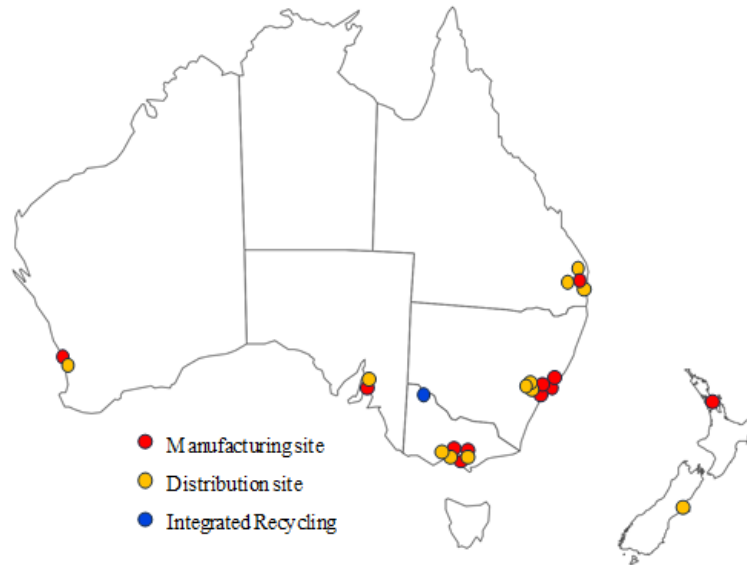 Manufacturing site
Distribution site
Integrated Recycling